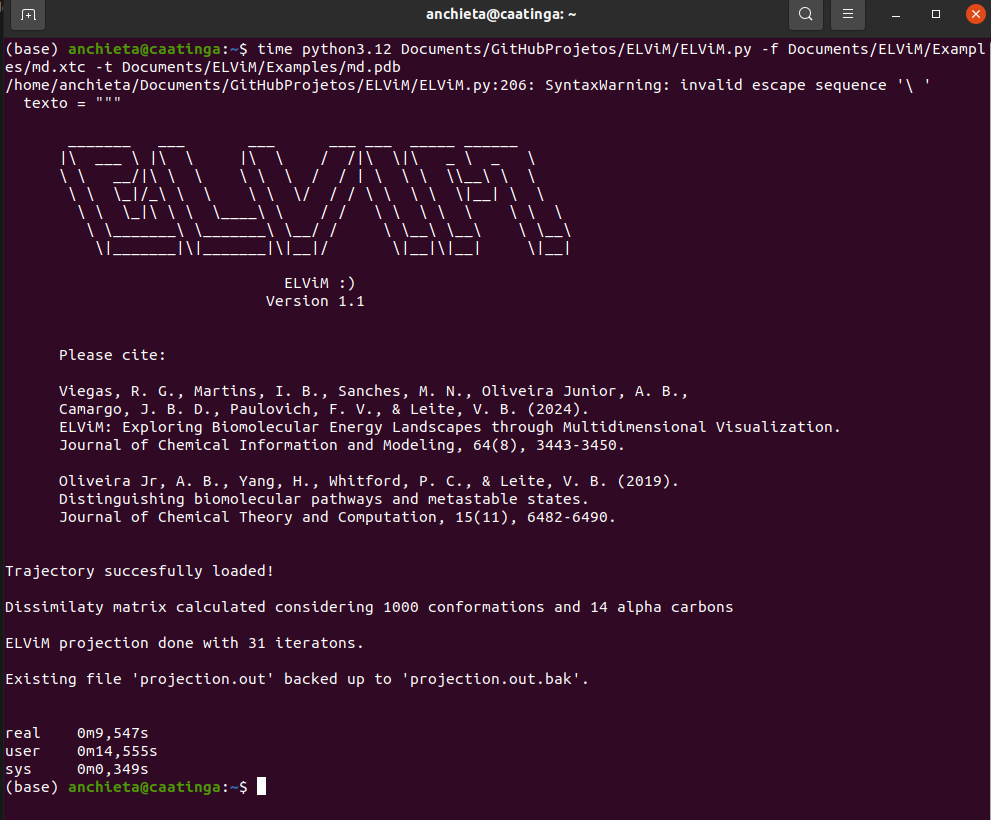 anchieta@caatinga: ~
(base) anchieta@caatinga:~$ time python3.12 Documents/GitHubProjetos/ELViM/ELViM.py -f Documents/ELViM/Exampl
es/md.xtc -t Documents/ELViM/Examples/md.pdb
/home/anchieta/Documents/GitHubProjetos/ELViM/ELViM.py:206: SyntaxWarning: invalid escape sequence '\ '
texto = """
ELViM :)
Version 1.1
Please cite:
Viegas, R. G., Martins, I. B., Sanches, M. N., Oliveira Junior, A. B.,
Camargo, J. B. D., Paulovich, F. V., & Leite, V. B. (2024).
ELViM: Exploring Biomolecular Energy Landscapes through Multidimensional Visualization.
Journal of Chemical Information and Modeling, 64(8), 3443-3450.
Oliveira Jr, A. B., Yang, H., Whitford, P. C., & Leite, V. B. (2019).
Distinguishing biomolecular pathways and metastable states.
Journal of Chemical Theory and Computation, 15(11), 6482-6490.
Trajectory succesfully loaded!
Dissimilaty matrix calculated considering 1000 conformations and 14 alpha carbons
ELViM projection done with 31 iteratons.
Existing file 'projection.out' backed up to 'projection.out.bak'.
real 0m9,547s
user 0m14,555s
sys 0m0,349s
(base) anchieta@caatinga:~$